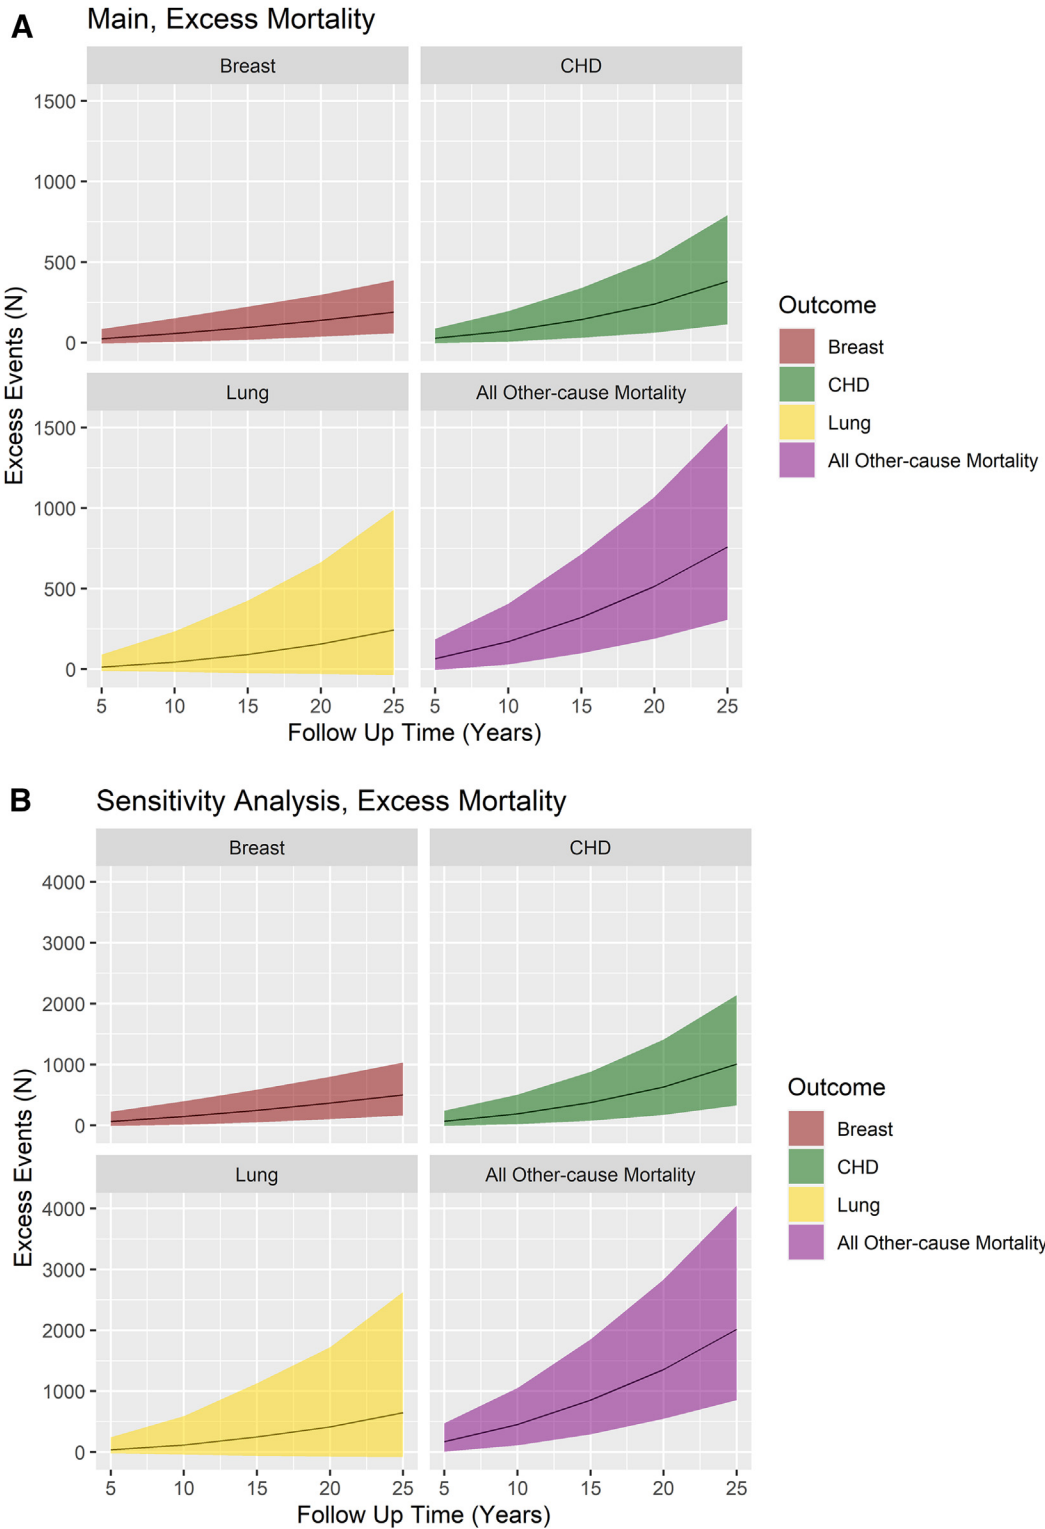 A
Main, Excess Mortality
Breast
CHD
1500
1000
500
0
Lung
All Other-cause Mortality
1500
1000
500
0
5 10 15 20 25
5 10 15 20 25
Excess Events (N)
Follow Up Time (Years)
Outcome
Breast
CHD
Lung
All Other-cause Mortality
B
Sensitivity Analysis, Excess Mortality
Breast
CHD
4000
3000
2000
1000
0
Lung
All Other-cause Mortality
4000
3000
2000
1000
0
5 10 15 20 25
5 10 15 20 25
Excess Events (N)
Follow Up Time (Years)
Outcome
Breast
CHD
Lung
All Other-cause Mortality